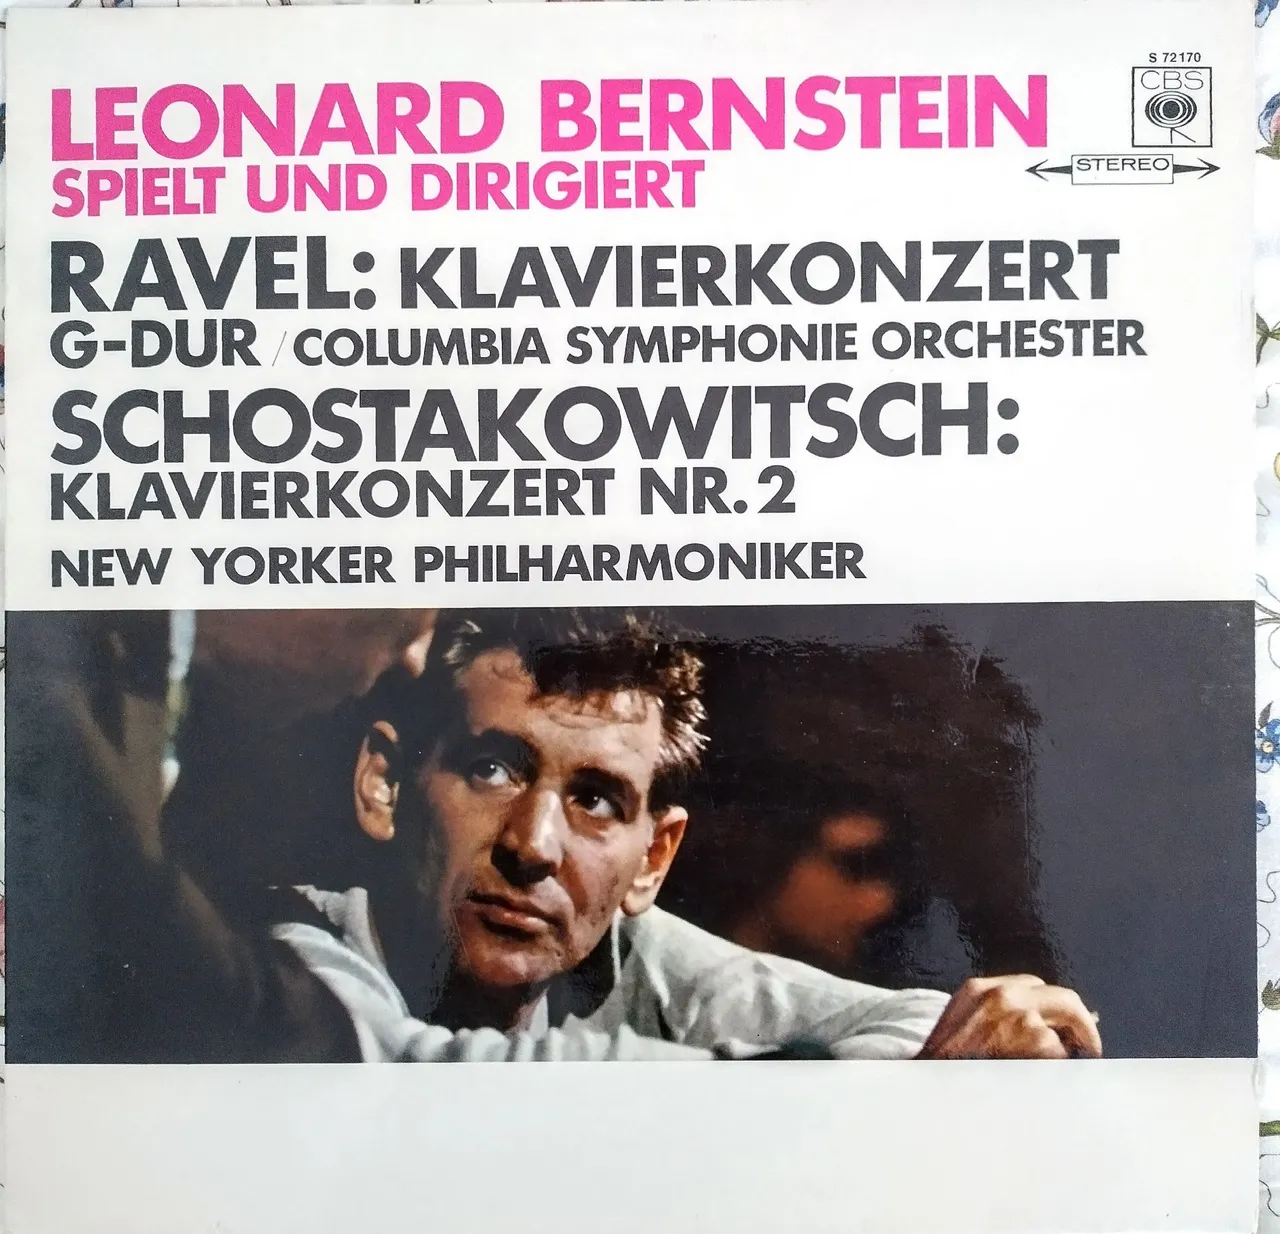 S 72170
CBS
LEONARD BERNSTEIN
STEREO
SPIELT UND DIRIGIERT
RAVEL: KLAVIERKONZERT
G-DUR / COLUMBIA SYMPHONIE ORCHESTER
SCHOSTAKOWITSCH:
KLAVIERKONZERT NR. 2
NEW YORKER PHILHARMONIKER